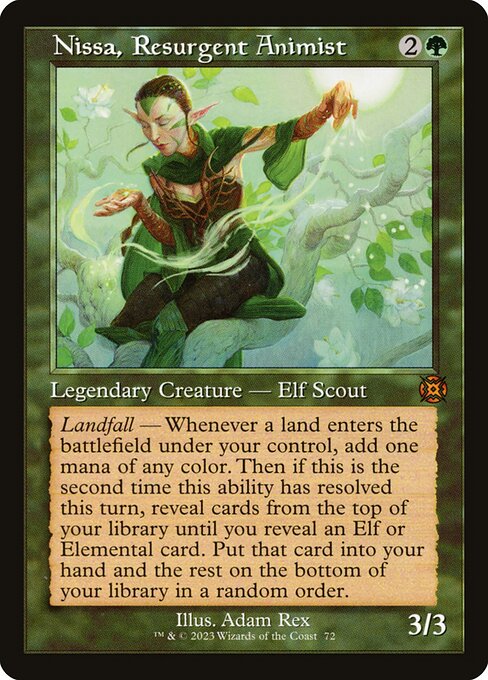 Nissa, Resurgent Animist 2
Legendary Creature — Elf Scout
Landfall — Whenever a land enters the
battlefield under your control, add one
mana of any color. Then if this is the
second time this ability has resolved
this turn, reveal cards from the top of
your library until you reveal an Elf or
Elemental card. Put that card into your
hand and the rest on the bottom of
your library in a random order.
Illus. Adam Rex
™ & © 2023 Wizards of the Coast 72
3/3